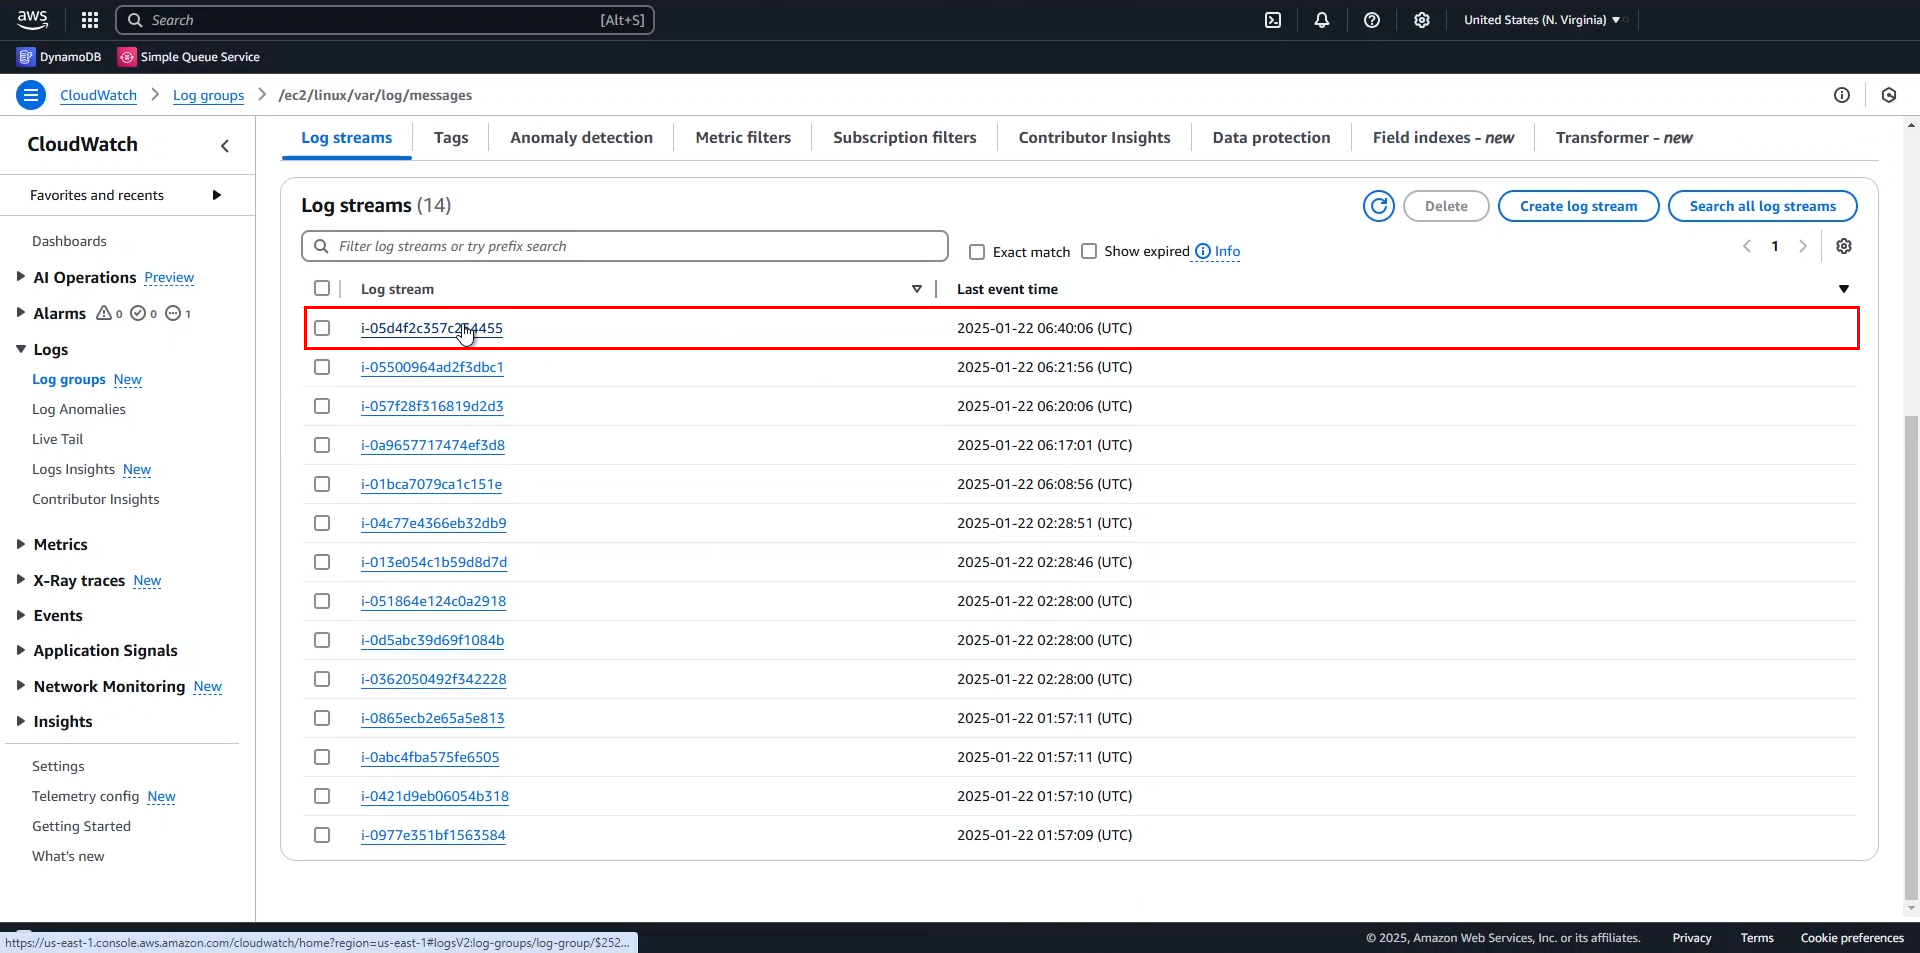 aws Search [Alt+S] United States (N. Virginia) ▼
DynamoDB Simple Queue Service
CloudWatch > Log groups > /ec2/linux/var/log/messages
CloudWatch
Favorites and recents
Dashboards
AI Operations Preview
Alarms 0 0 1
Logs
Log groups New
Log Anomalies
Live Tail
Logs Insights New
Contributor Insights
Metrics
X-Ray traces New
Events
Application Signals
Network Monitoring New
Insights
Settings
Telemetry config New
Getting Started
What's new
Log streams Tags Anomaly detection Metric filters Subscription filters Contributor Insights Data protection Field indexes - new Transformer - new
Log streams (14) Delete Create log stream Search all log streams
Filter log streams or try prefix search Exact match Show expired Info 1
Log stream Last event time
2025-01-22 06:40:06 (UTC)
i-05500964ad2f3dbc1 2025-01-22 06:21:56 (UTC)
i-057f28f316819d2d3 2025-01-22 06:20:06 (UTC)
i-0a9657717474ef3d8 2025-01-22 06:17:01 (UTC)
i-01bca7079ca1c151e 2025-01-22 06:08:56 (UTC)
i-04c77e4366eb32db9 2025-01-22 02:28:51 (UTC)
i-013e054c1b59d8d7d 2025-01-22 02:28:46 (UTC)
i-051864e124c0a2918 2025-01-22 02:28:00 (UTC)
i-0d5abc39d69f1084b 2025-01-22 02:28:00 (UTC)
i-0362050492f342228 2025-01-22 02:28:00 (UTC)
i-0865ecb2e65a5e813 2025-01-22 01:57:11 (UTC)
i-0abc4fba575fe6505 2025-01-22 01:57:11 (UTC)
i-0421d9eb06054b318 2025-01-22 01:57:10 (UTC)
i-0977e351bf1563584 2025-01-22 01:57:09 (UTC)
https://us-east-1.console.aws.amazon.com/cloudwatch/home?region=us-east-1#logsV2:log-groups/log-group/$252...
© 2025, Amazon Web Services, Inc. or its affiliates. Privacy Terms Cookie preferences